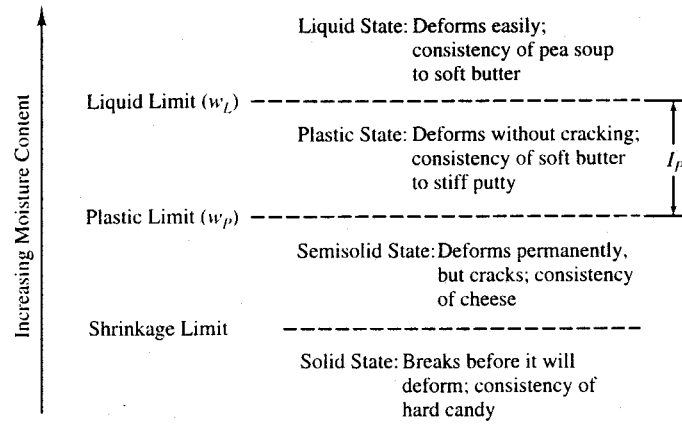 Increasing Moisture Content
Liquid State: Deforms easily;
consistency of pea soup
to soft butter
Liquid Limit (w_L)
Plastic State: Deforms without cracking;
consistency of soft butter
to stiff putty
I_P
Plastic Limit (w_P)
Semisolid State: Deforms permanently,
but cracks; consistency
of cheese
Shrinkage Limit
Solid State: Breaks before it will
deform; consistency of
hard candy